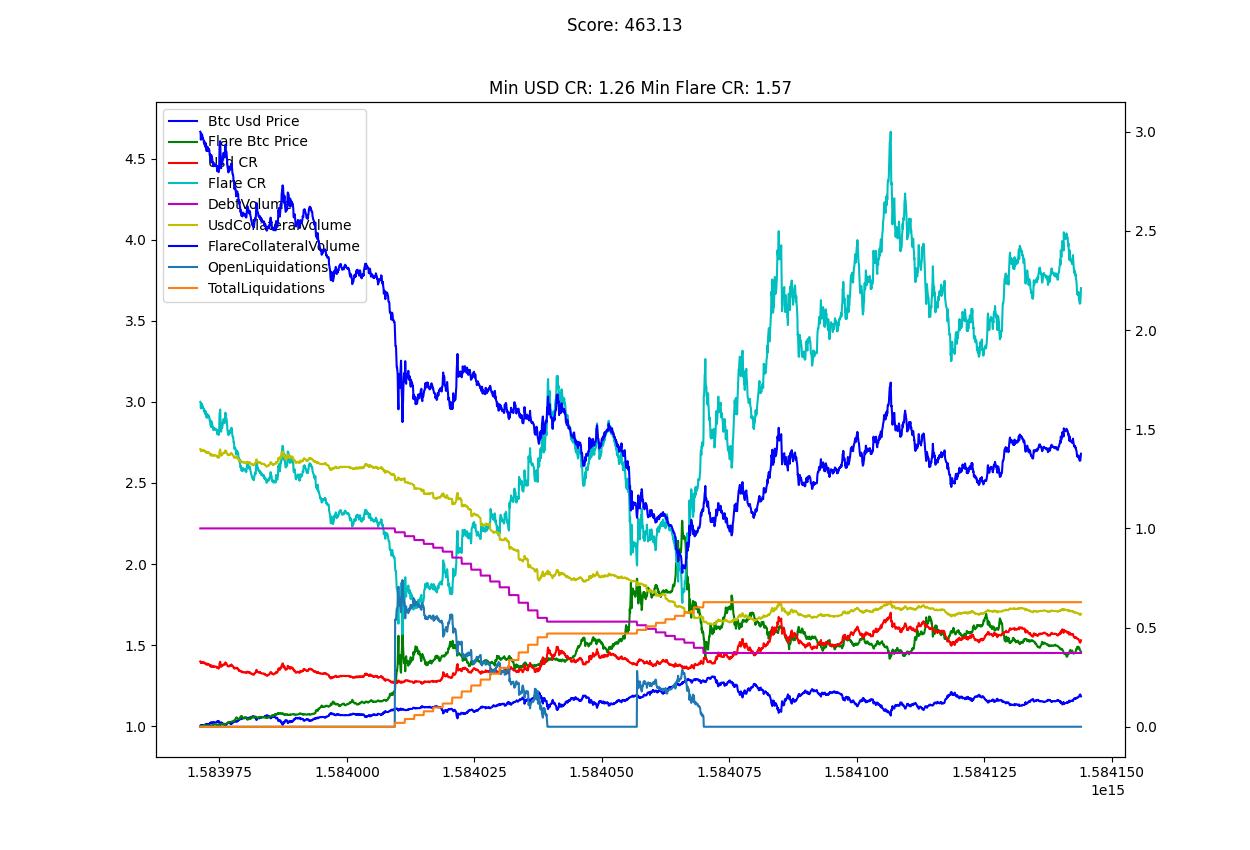 Score: 463.13
Min USD CR: 1.26 Min Flare CR: 1.57
Btc Usd Price
Flare Btc Price
Usd CR
Flare CR
DebtVolume
UsdCollateralVolume
FlareCollateralVolume
OpenLiquidations
TotalLiquidations
4.5
4.0
3.5
3.0
2.5
2.0
1.5
1.0
3.0
2.5
2.0
1.5
1.0
0.5
0.0
1.583975 1.584000 1.584025 1.584050 1.584075 1.584100 1.584125 1.584150
1e15